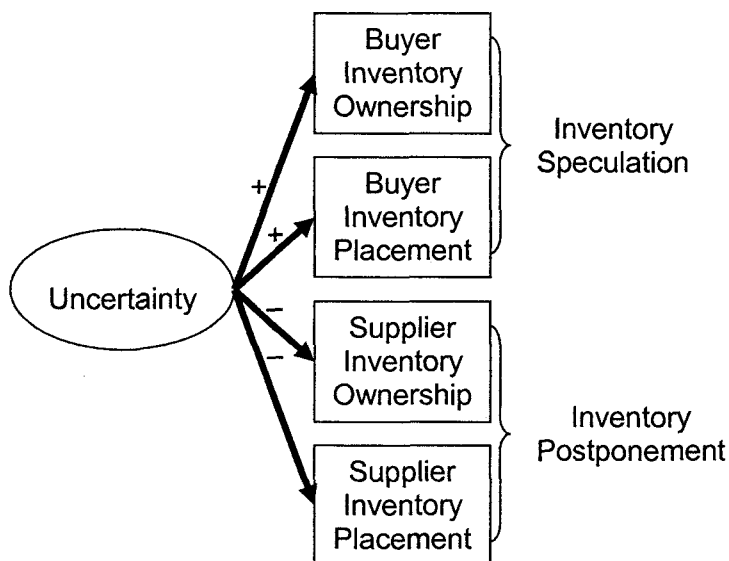 Buyer
Inventory
Ownership
Inventory
Speculation
+
Buyer
Inventory
Placement
+
Uncertainty
−
−
Supplier
Inventory
Ownership
Inventory
Postponement
Supplier
Inventory
Placement